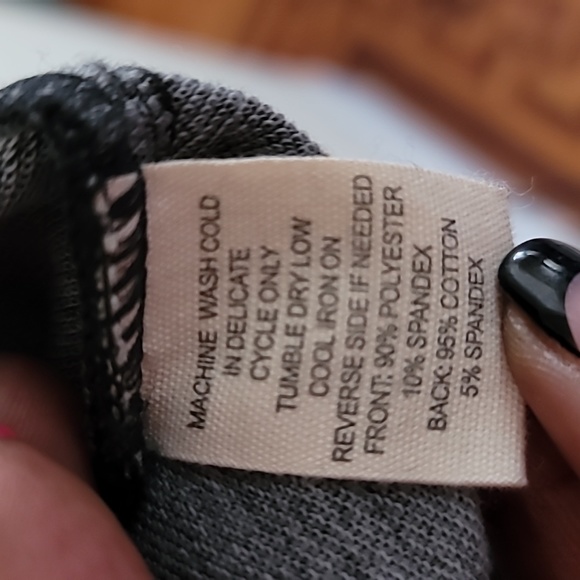 MACHINE WASH COLD
IN DELICATE
CYCLE ONLY
TUMBLE DRY LOW
COOL IRON ON
REVERSE SIDE IF NEEDED
FRONT: 90% POLYESTER
10% SPANDEX
BACK: 95% COTTON
5% SPANDEX